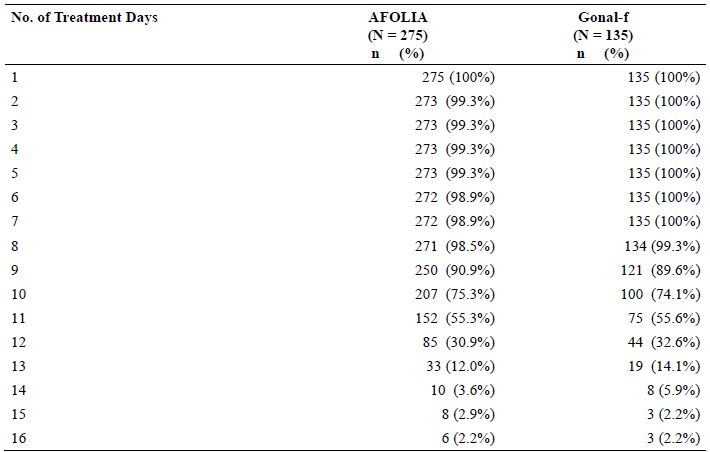 No. of Treatment Days AFOLIA Gonal-f
(N = 275) (N = 135)
n (%) n (%)
1 275 (100%) 135 (100%)
2 273 (99.3%) 135 (100%)
3 273 (99.3%) 135 (100%)
4 273 (99.3%) 135 (100%)
5 273 (99.3%) 135 (100%)
6 272 (98.9%) 135 (100%)
7 272 (98.9%) 135 (100%)
8 271 (98.5%) 134 (99.3%)
9 250 (90.9%) 121 (89.6%)
10 207 (75.3%) 100 (74.1%)
11 152 (55.3%) 75 (55.6%)
12 85 (30.9%) 44 (32.6%)
13 33 (12.0%) 19 (14.1%)
14 10 (3.6%) 8 (5.9%)
15 8 (2.9%) 3 (2.2%)
16 6 (2.2%) 3 (2.2%)